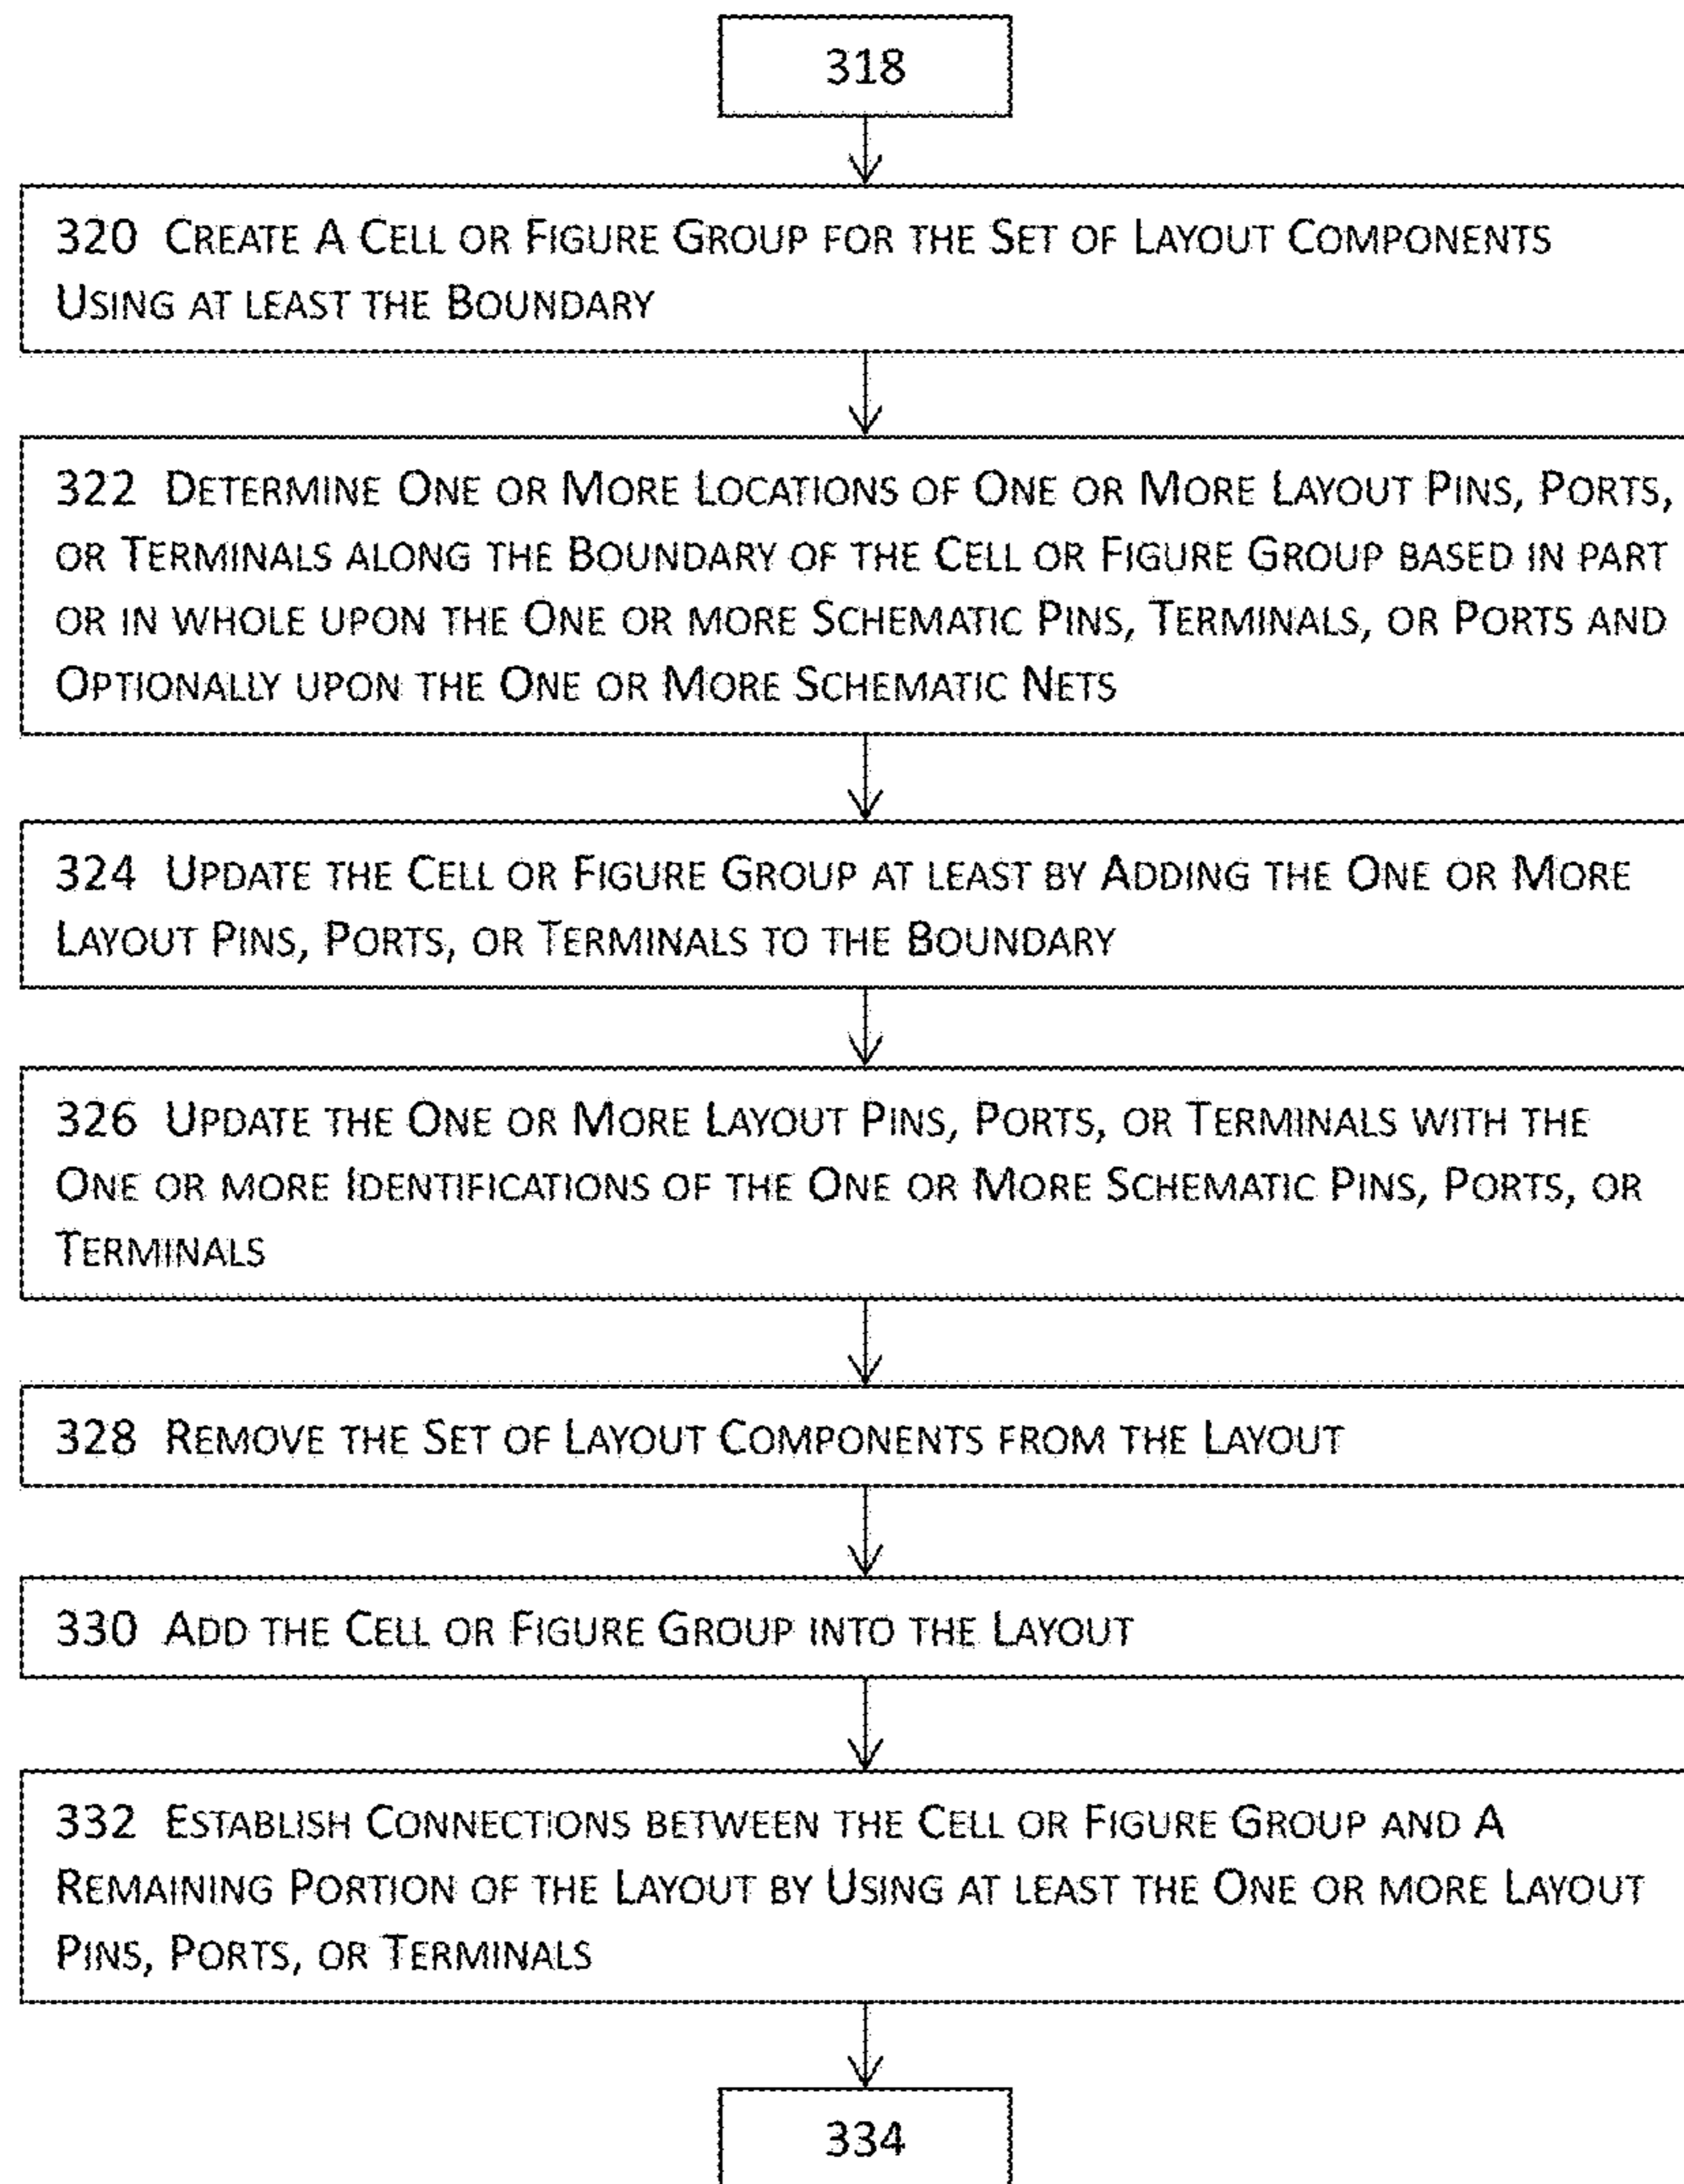 318
320 Create A Cell or Figure Group for the Set of Layout Components
Using at least the Boundary
322 Determine One or More Locations of One or More Layout Pins, Ports,
or Terminals along the Boundary of the Cell or Figure Group based in part
or in whole upon the One or more Schematic Pins, Terminals, or Ports and
Optionally upon the One or More Schematic Nets
324 Update the Cell or Figure Group at least by Adding the One or More
Layout Pins, Ports, or Terminals to the Boundary
326 Update the One or More Layout Pins, Ports, or Terminals with the
One or more Identifications of the One or More Schematic Pins, Ports, or
Terminals
328 Remove the Set of Layout Components from the Layout
330 Add the Cell or Figure Group into the Layout
332 Establish Connections between the Cell or Figure Group and A
Remaining Portion of the Layout by Using at least the One or more Layout
Pins, Ports, or Terminals
334